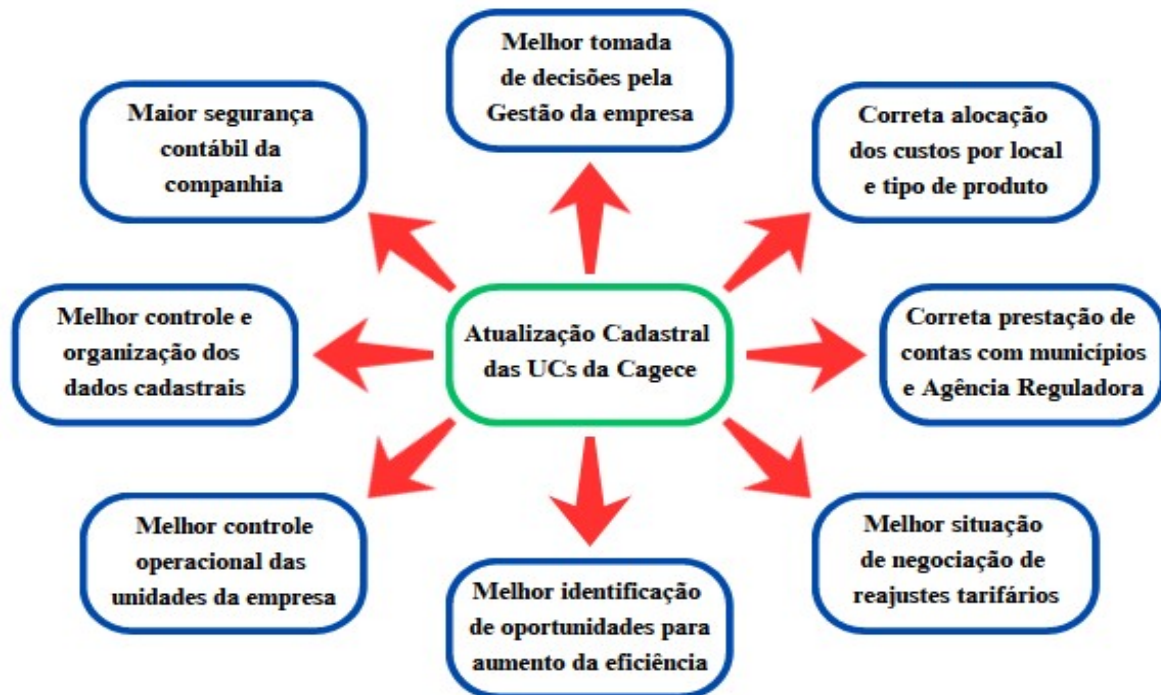 Melhor tomada
de decisões pela
Gestão da empresa
Maior segurança
contábil da
companhia
Correta alocação
dos custos por local
e tipo de produto
Melhor controle e
organização dos
dados cadastrais
Atualização Cadastral
das UCs da Cagece
Correta prestação de
contas com municípios
e Agência Reguladora
Melhor controle
operacional das
unidades da empresa
Melhor identificação
de oportunidades para
aumento da eficiência
Melhor situação
de negociação de
reajustes tarifários